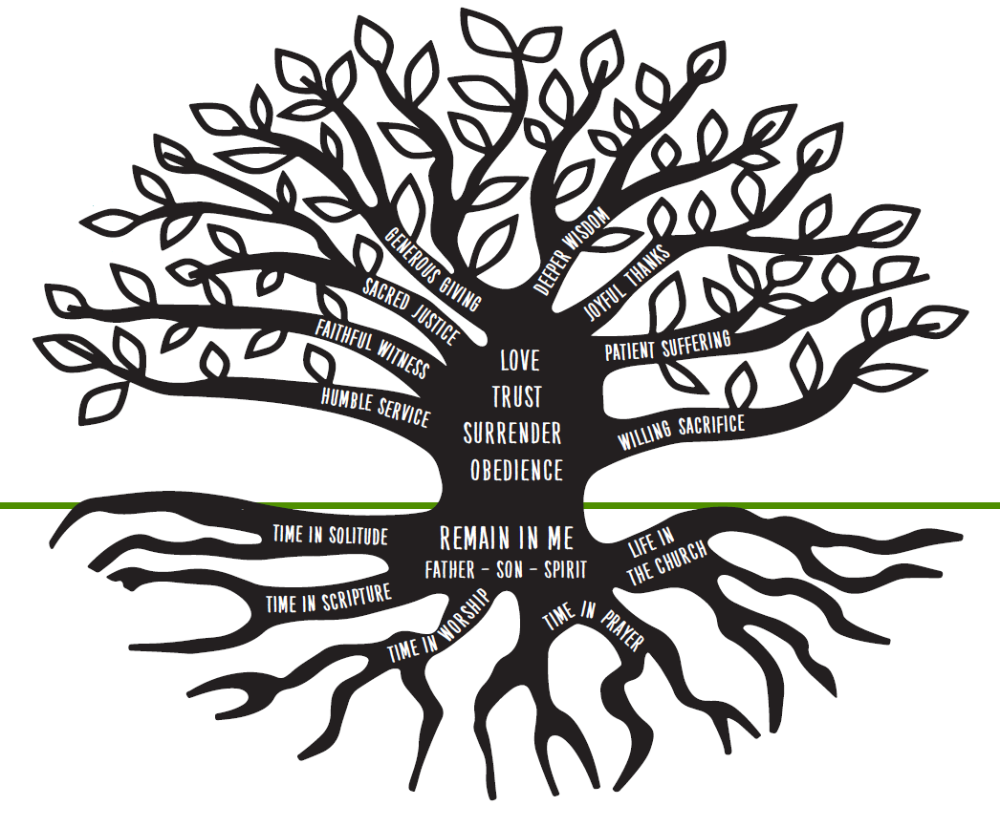 GENEROUS GIVING
SACRED JUSTICE
FAITHFUL WITNESS
HUMBLE SERVICE
DEEPER WISDOM
JOYFUL THANKS
PATIENT SUFFERING
WILLING SACRIFICE
LOVE
TRUST
SURRENDER
OBEDIENCE
REMAIN IN ME
FATHER – SON – SPIRIT
TIME IN SOLITUDE
TIME IN SCRIPTURE
TIME IN WORSHIP
TIME IN PRAYER
LIFE IN
THE CHURCH